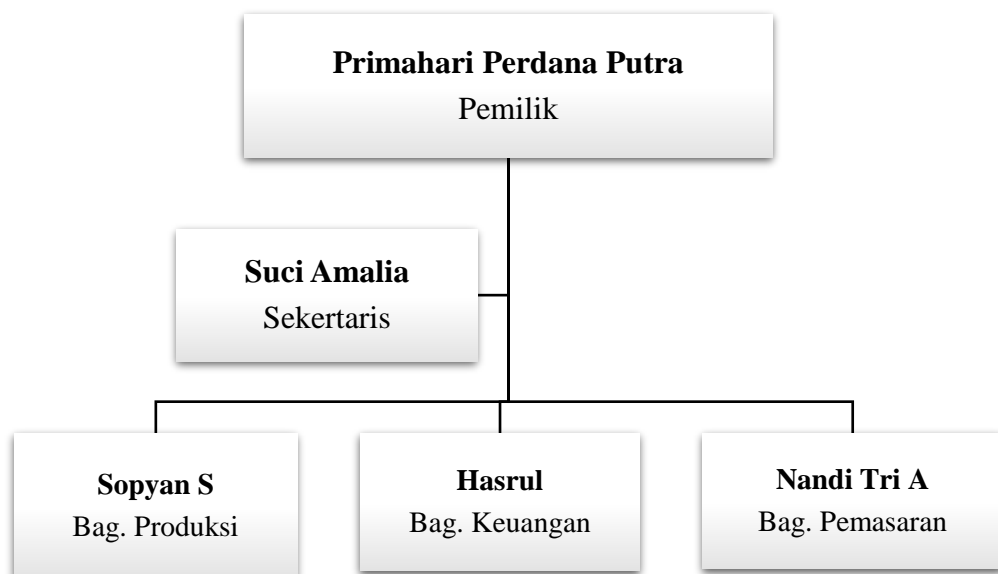 Primahari Perdana Putra
Pemilik
Suci Amalia
Sekertaris
Sopyan S
Bag. Produksi
Hasrul
Bag. Keuangan
Nandi Tri A
Bag. Pemasaran